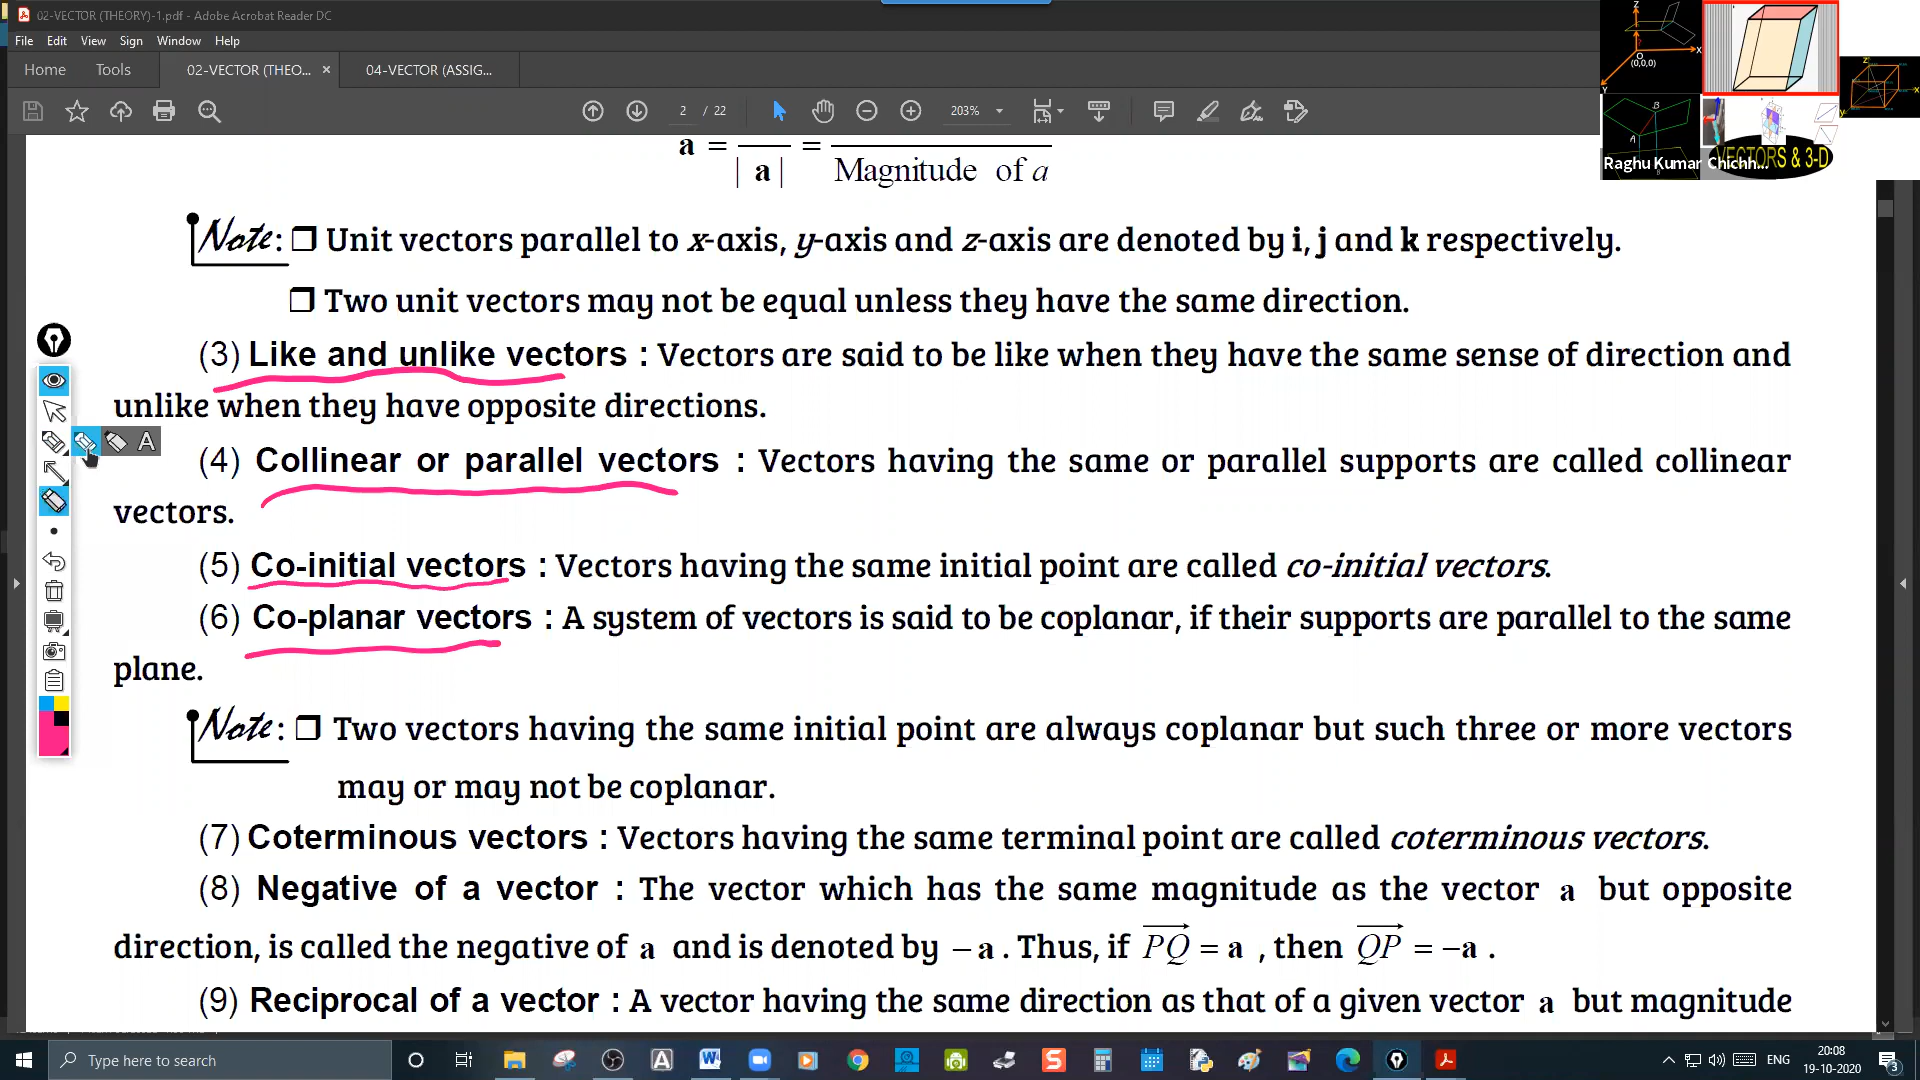 02-VECTOR (THEORY)-1.pdf - Adobe Acrobat Reader DC
File Edit View Sign Window Help
Home Tools 02-VECTOR (THEO... × 04-VECTOR (ASSIG...
2 / 22 203%
a = | a | = Magnitude of a
Note: ❒ Unit vectors parallel to x-axis, y-axis and z-axis are denoted by i, j and k respectively.
❒ Two unit vectors may not be equal unless they have the same direction.
(3) Like and unlike vectors : Vectors are said to be like when they have the same sense of direction and
unlike when they have opposite directions.
(4) Collinear or parallel vectors : Vectors having the same or parallel supports are called collinear
vectors.
(5) Co-initial vectors : Vectors having the same initial point are called co-initial vectors.
(6) Co-planar vectors : A system of vectors is said to be coplanar, if their supports are parallel to the same
plane.
Note: ❒ Two vectors having the same initial point are always coplanar but such three or more vectors
may or may not be coplanar.
(7) Coterminous vectors : Vectors having the same terminal point are called coterminous vectors.
(8) Negative of a vector : The vector which has the same magnitude as the vector a but opposite
direction, is called the negative of a and is denoted by −a . Thus, if PQ = a , then QP = −a .
(9) Reciprocal of a vector : A vector having the same direction as that of a given vector a but magnitude
Z
X
O
(0,0,0)
Y
B
A
Raghu Kumar Chichh...
VECTORS & 3-D
A
Type here to search
ENG
20:08
19-10-2020
3